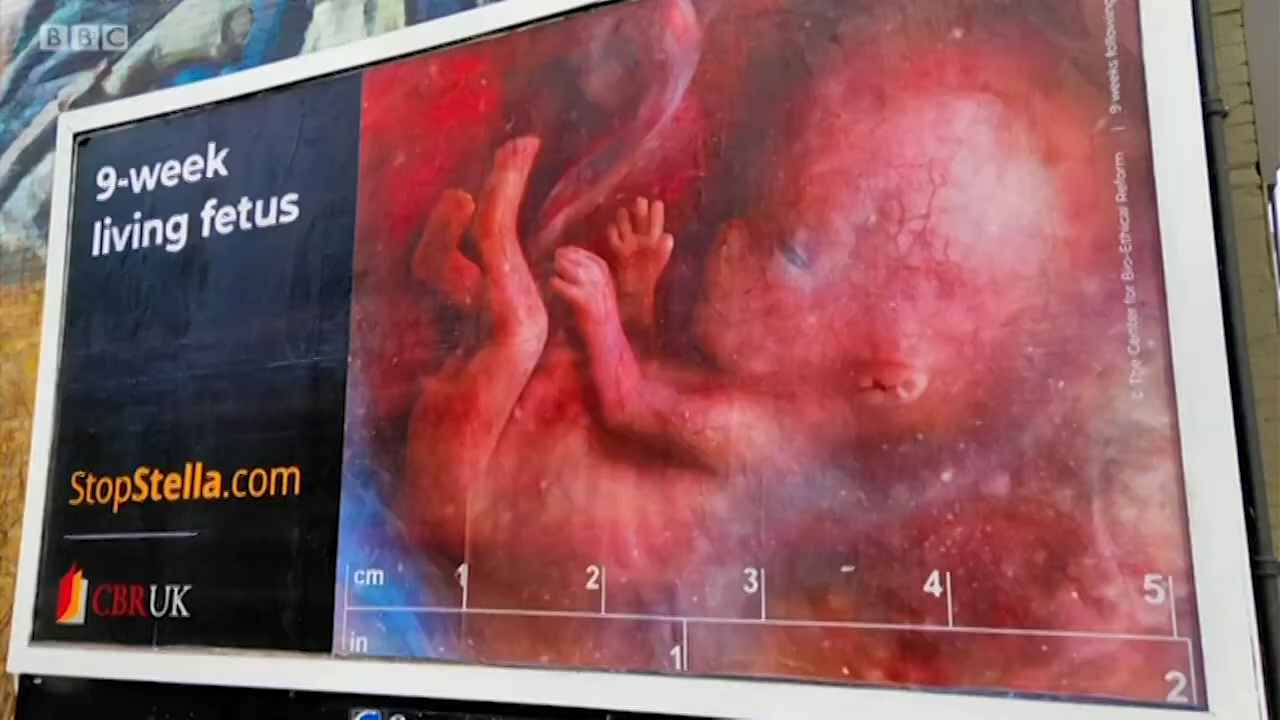 BBC
9-week
living fetus
StopStella.com
CBRUK
The Center for Bio-Ethical Reform | 9 weeks following
cm 1 2 3 4 5
in 1 2